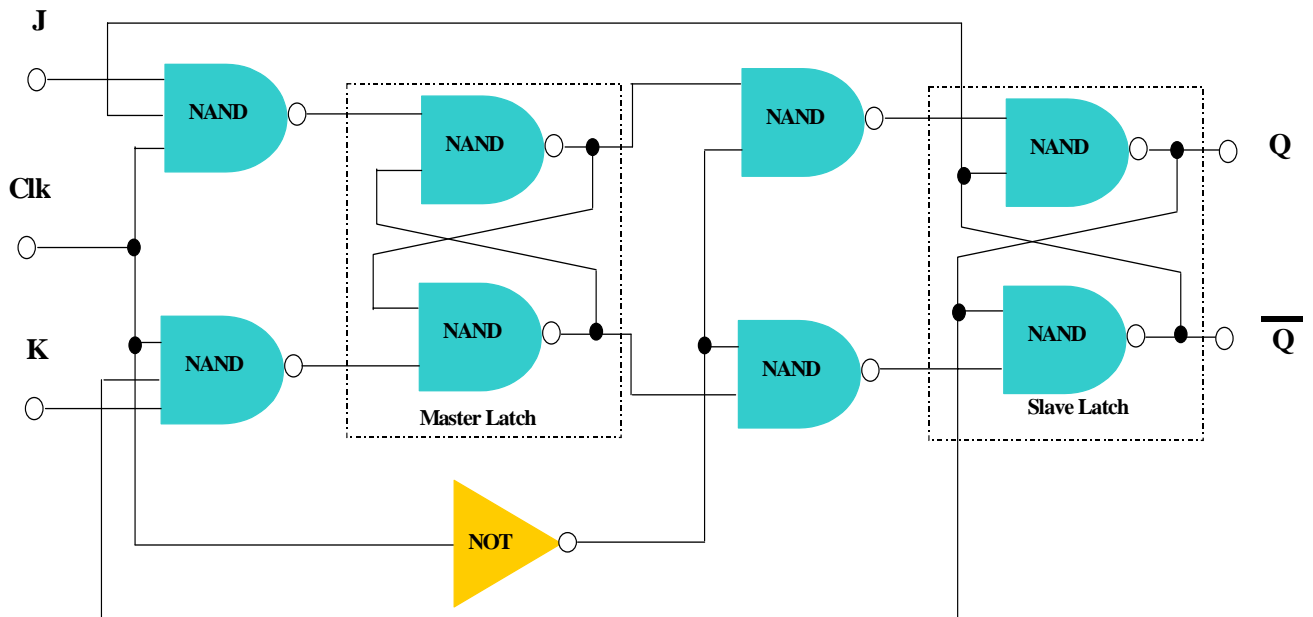 J
NAND
NAND
NAND
NAND
Q
Clk
K
NAND
NAND
NAND
NAND
Q̅
Master Latch
Slave Latch
NOT